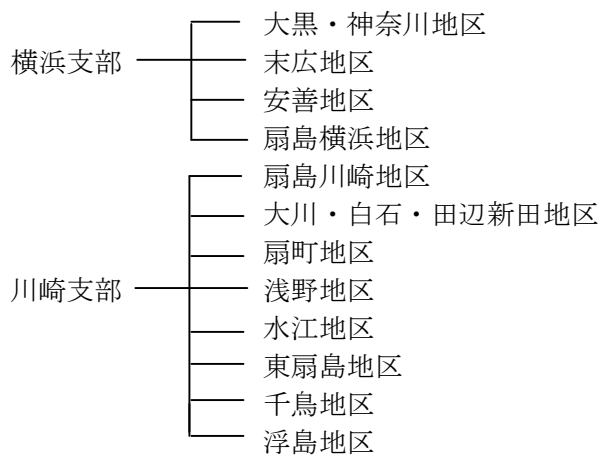 大黒・神奈川地区
横浜支部
末広地区
安善地区
扇島横浜地区
扇島川崎地区
大川・白石・田辺新田地区
扇町地区
川崎支部
浅野地区
水江地区
東扇島地区
千鳥地区
浮島地区